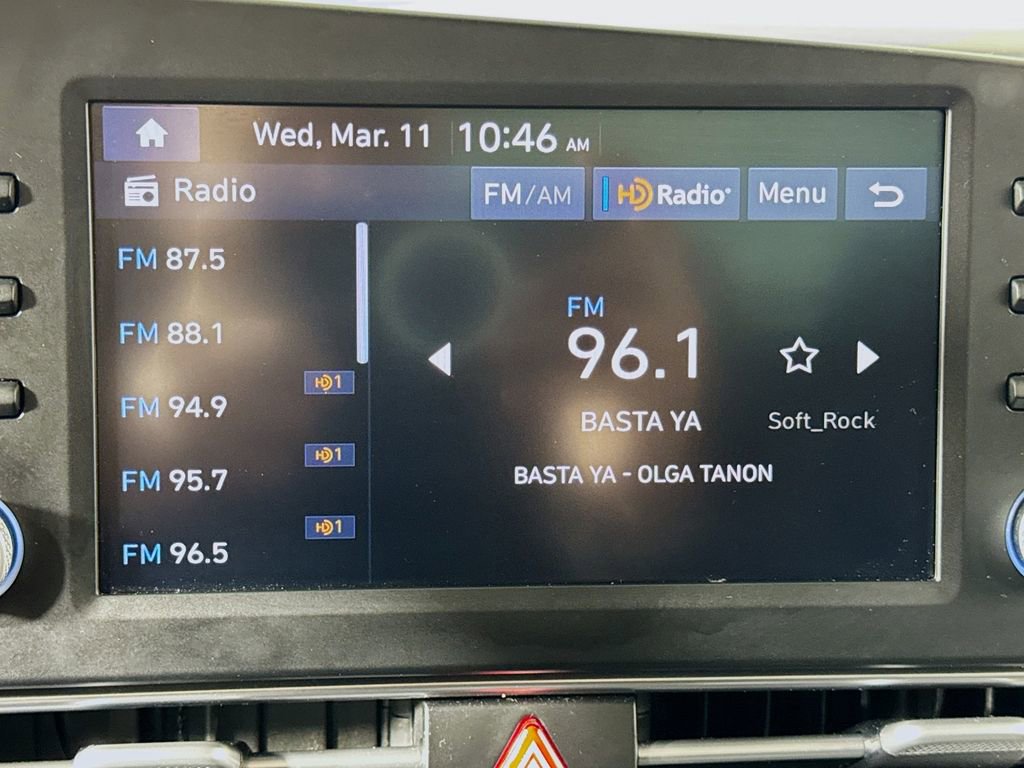 Wed, Mar. 11 10:46 AM
Radio FM/AM HD Radio® Menu
FM 87.5
FM 88.1
HD1
FM 94.9
HD1
FM 95.7
HD1
FM 96.5
FM
96.1
BASTA YA Soft_Rock
BASTA YA - OLGA TANON